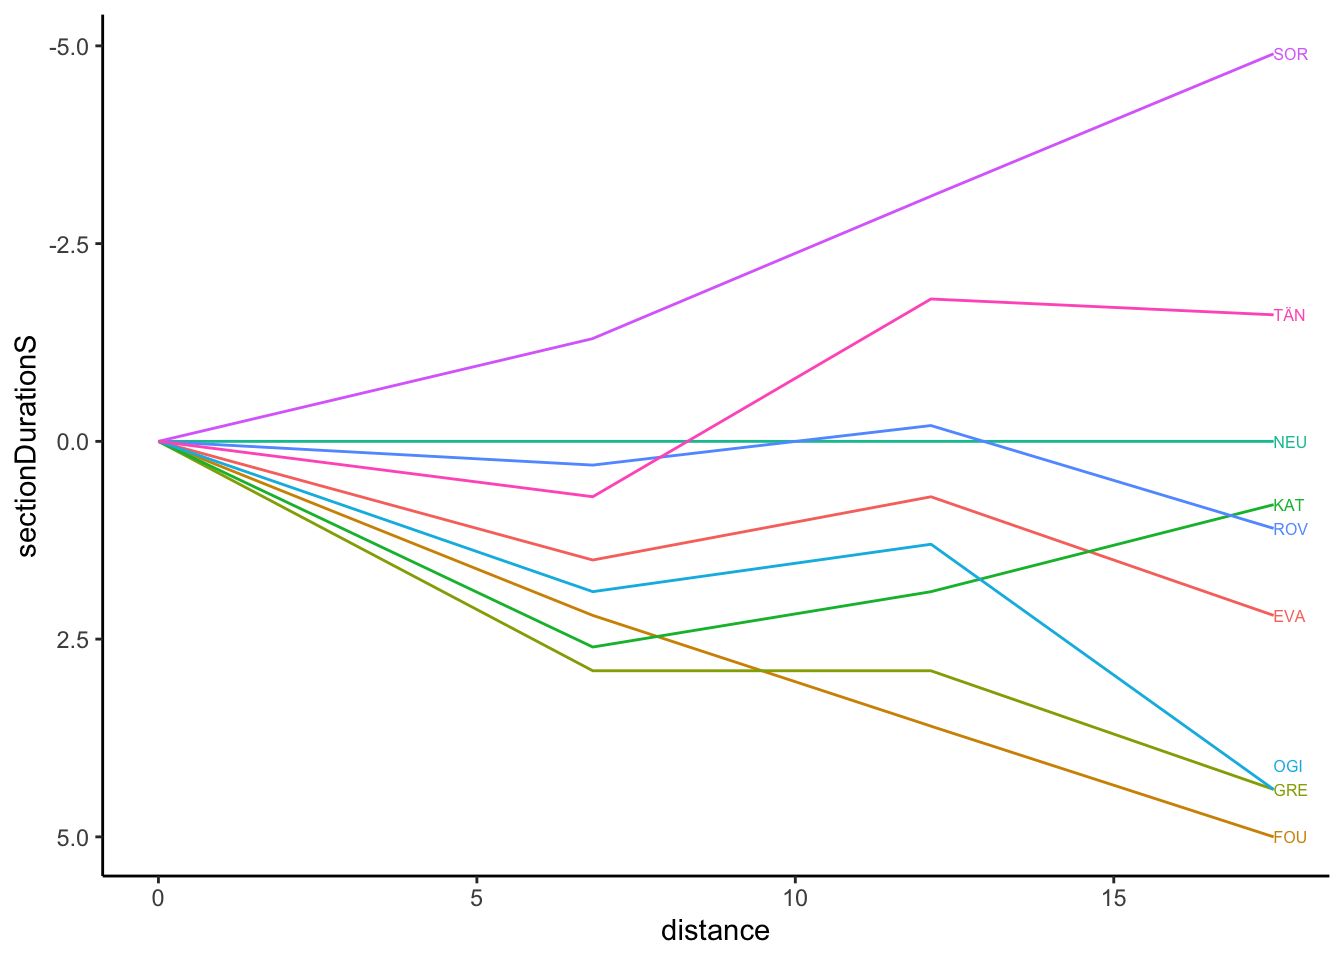 sectionDurationS
-5.0
-2.5
0.0
2.5
5.0
SOR
TÄN
NEU
KAT
ROV
EVA
OGI
GRE
FOU
0 5 10 15
distance